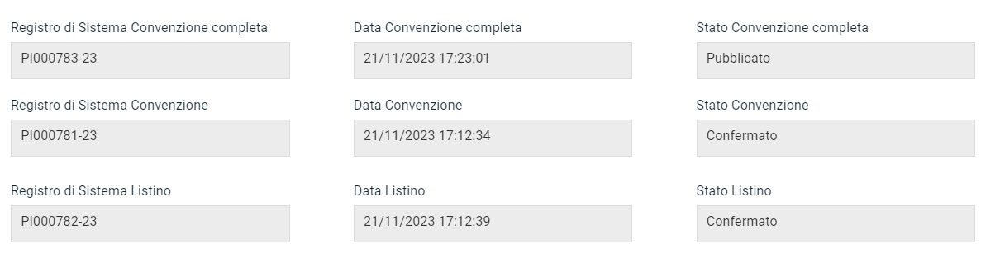 Registro di Sistema Convenzione completa Data Convenzione completa Stato Convenzione completa
PI000783-23 21/11/2023 17:23:01 Pubblicato
Registro di Sistema Convenzione Data Convenzione Stato Convenzione
PI000781-23 21/11/2023 17:12:34 Confermato
Registro di Sistema Listino Data Listino Stato Listino
PI000782-23 21/11/2023 17:12:39 Confermato